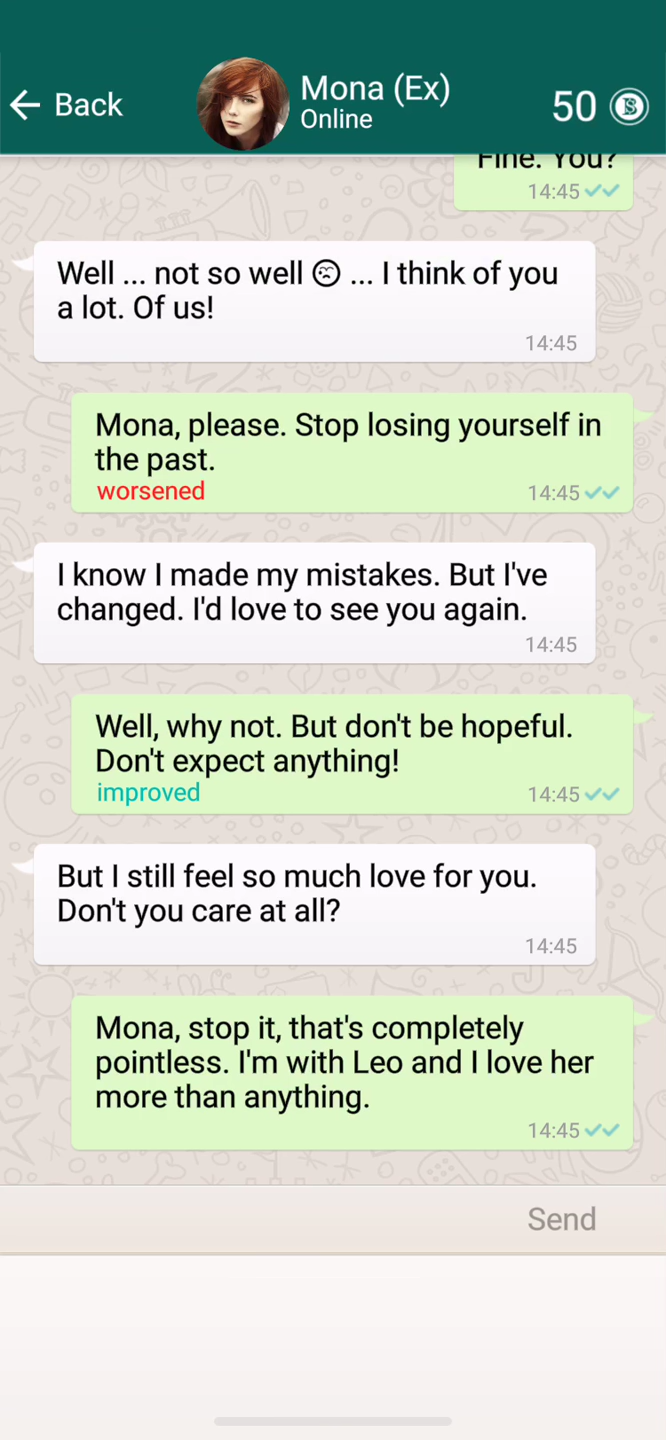 Back
Mona (Ex)
Online
50
Fine. You?
14:45
Well ... not so well ☹ ... I think of you
a lot. Of us!
14:45
Mona, please. Stop losing yourself in
the past.
worsened
14:45
I know I made my mistakes. But I've
changed. I'd love to see you again.
14:45
Well, why not. But don't be hopeful.
Don't expect anything!
improved
14:45
But I still feel so much love for you.
Don't you care at all?
14:45
Mona, stop it, that's completely
pointless. I'm with Leo and I love her
more than anything.
14:45
Send